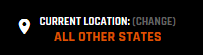 CURRENT LOCATION: (CHANGE)
ALL OTHER STATES